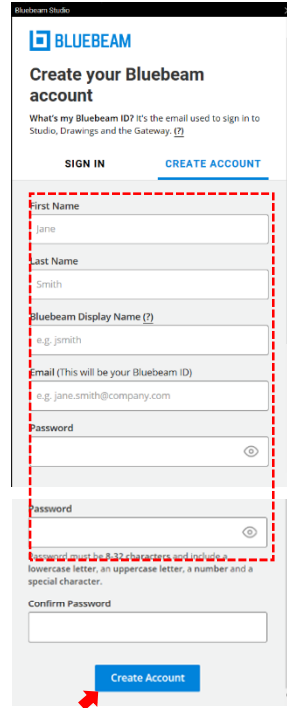 Bluebeam Studio
BLUEBEAM
Create your Bluebeam
account
What's my Bluebeam ID? It's the email used to sign in to
Studio, Drawings and the Gateway. (?)
SIGN IN CREATE ACCOUNT
First Name
Jane
Last Name
Smith
Bluebeam Display Name (?)
e.g. jsmith
Email (This will be your Bluebeam ID)
e.g. jane.smith@company.com
Password
Password
Password must be 8-32 characters and include a
lowercase letter, an uppercase letter, a number and a
special character.
Confirm Password
Create Account